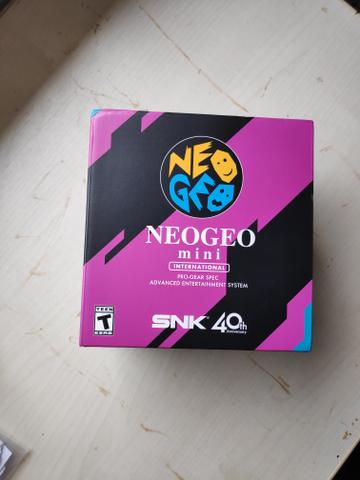 NEO
GEO
NEOGEO
mini
INTERNATIONAL
PRO-GEAR SPEC
ADVANCED ENTERTAINMENT SYSTEM
TEEN
T
ESRB
SNK 40th
Anniversary